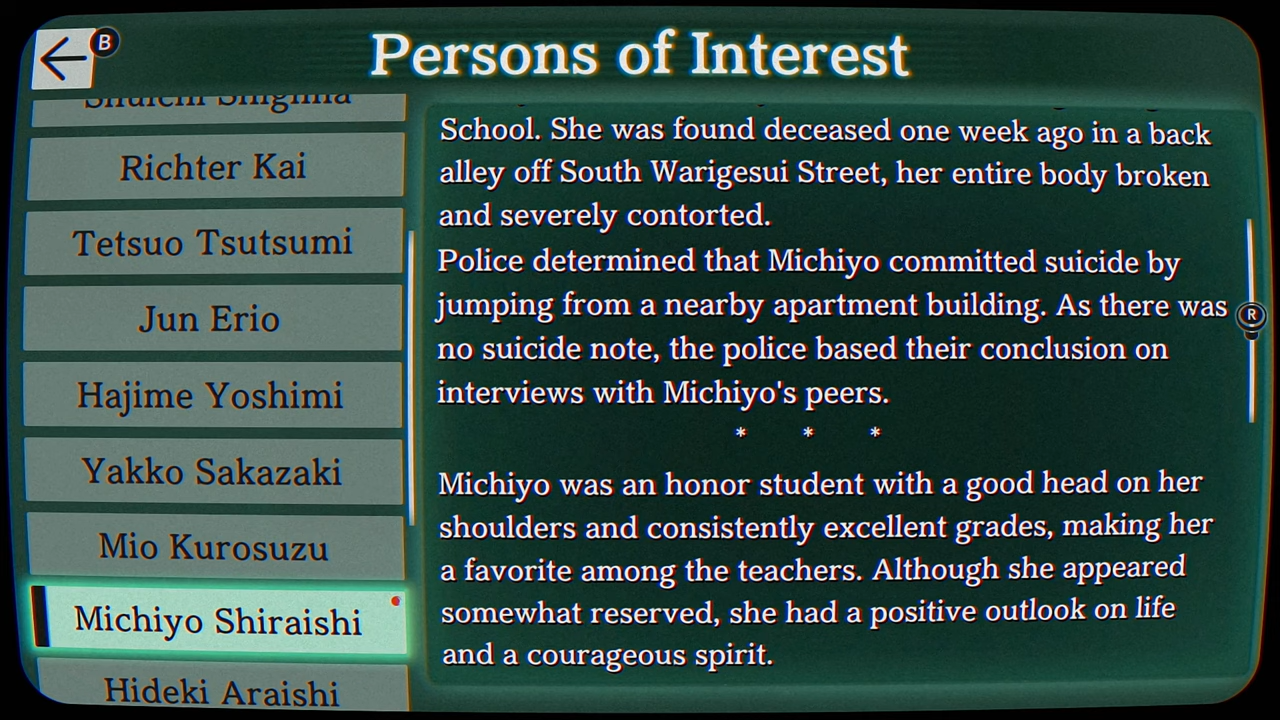 B
Persons of Interest
Shuichi Shigima
Richter Kai
Tetsuo Tsutsumi
Jun Erio
Hajime Yoshimi
Yakko Sakazaki
Mio Kurosuzu
Michiyo Shiraishi
Hideki Araishi
School. She was found deceased one week ago in a back
alley off South Warigesui Street, her entire body broken
and severely contorted.
Police determined that Michiyo committed suicide by
jumping from a nearby apartment building. As there was
no suicide note, the police based their conclusion on
interviews with Michiyo's peers.
* * *
Michiyo was an honor student with a good head on her
shoulders and consistently excellent grades, making her
a favorite among the teachers. Although she appeared
somewhat reserved, she had a positive outlook on life
and a courageous spirit.
R